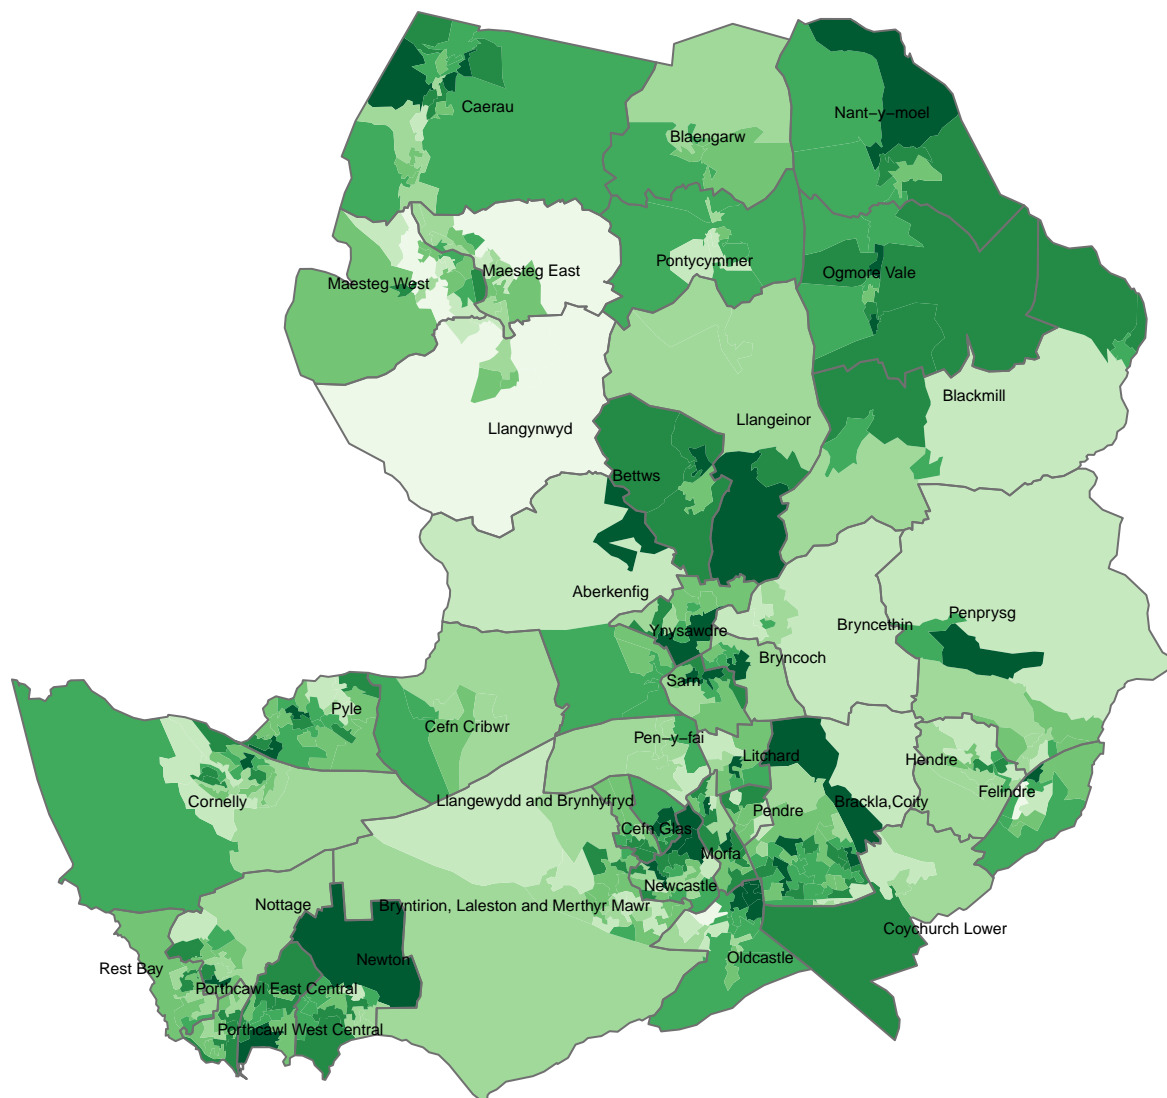 Caerau
Nant-y-moel
Blaengarw
Pontycymmer
Maesteg East
Ogmore Vale
Maesteg West
Blackmill
Llangeinor
Llangynwyd
Bettws
Aberkenfig
Penprysg
Bryncethin
Ynysawdre
Bryncoch
Sarn
Pyle
Cefn Cribwr
Pen-y-fai
Litchard
Hendre
Felindre
Cornelly
Llangewydd and Brynhyfryd
Brackla,Coity
Pendre
Cefn Glas
Morfa
Newcastle
Nottage
Bryntirion, Laleston and Merthyr Mawr
Coychurch Lower
Oldcastle
Newton
Rest Bay
Porthcawl East Central
Porthcawl West Central